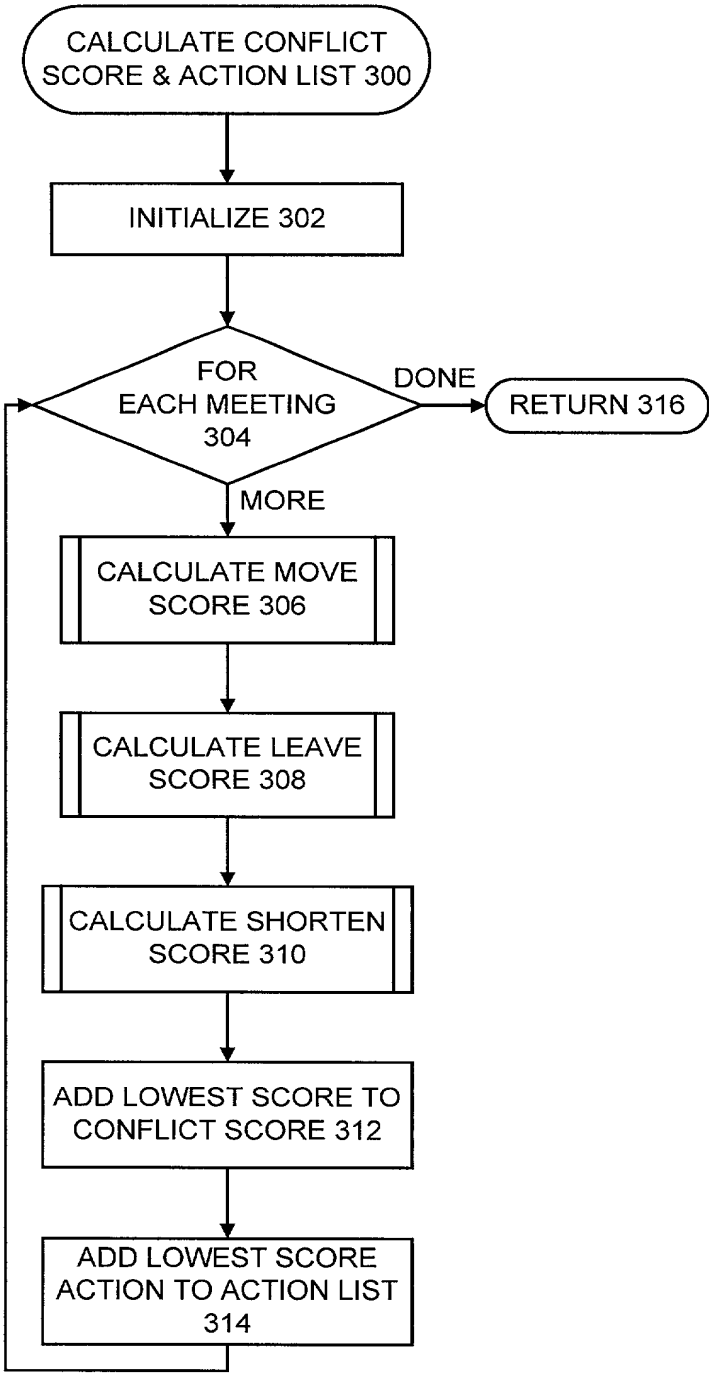 CALCULATE CONFLICT
SCORE & ACTION LIST 300
INITIALIZE 302
FOR
EACH MEETING
304
DONE
RETURN 316
MORE
CALCULATE MOVE
SCORE 306
CALCULATE LEAVE
SCORE 308
CALCULATE SHORTEN
SCORE 310
ADD LOWEST SCORE TO
CONFLICT SCORE 312
ADD LOWEST SCORE
ACTION TO ACTION LIST
314